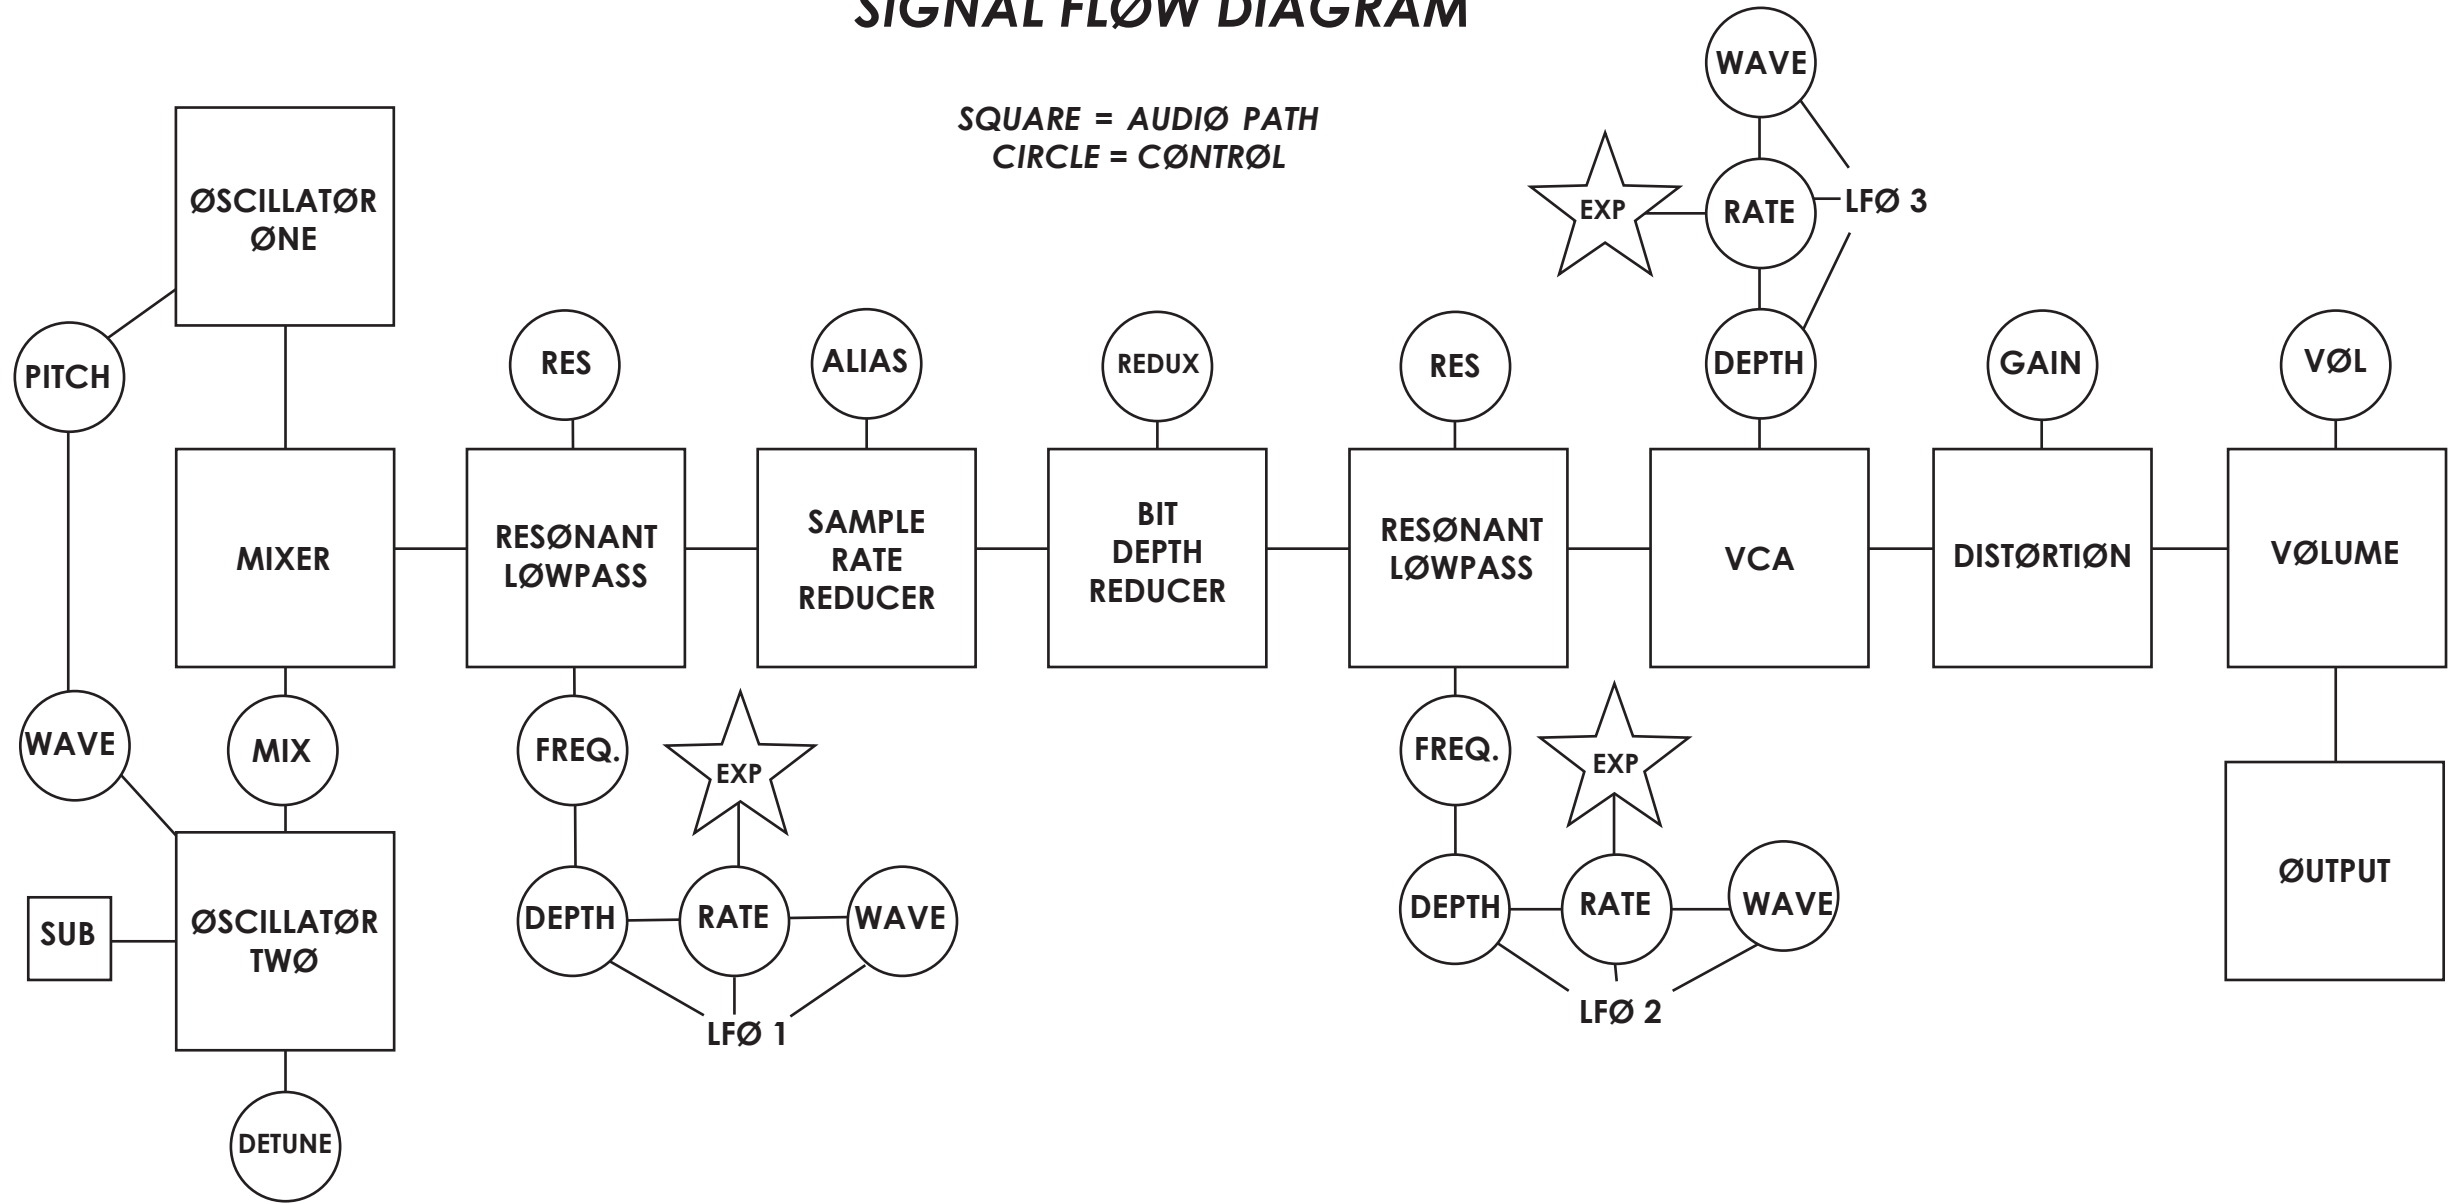 SIGNAL FLØW DIAGRAM
SQUARE = AUDIØ PATH
CIRCLE = CØNTRØL
WAVE
EXP
RATE
LFØ 3
DEPTH
ØSCILLATØR
ØNE
PITCH
RES
ALIAS
REDUX
RES
GAIN
VØL
MIXER
RESØNANT
LØWPASS
SAMPLE
RATE
REDUCER
BIT
DEPTH
REDUCER
RESØNANT
LØWPASS
VCA
DISTØRTIØN
VØLUME
WAVE
MIX
FREQ.
EXP
FREQ.
EXP
SUB
ØSCILLATØR
TWØ
DEPTH
RATE
WAVE
LFØ 1
DEPTH
RATE
WAVE
LFØ 2
ØUTPUT
DETUNE